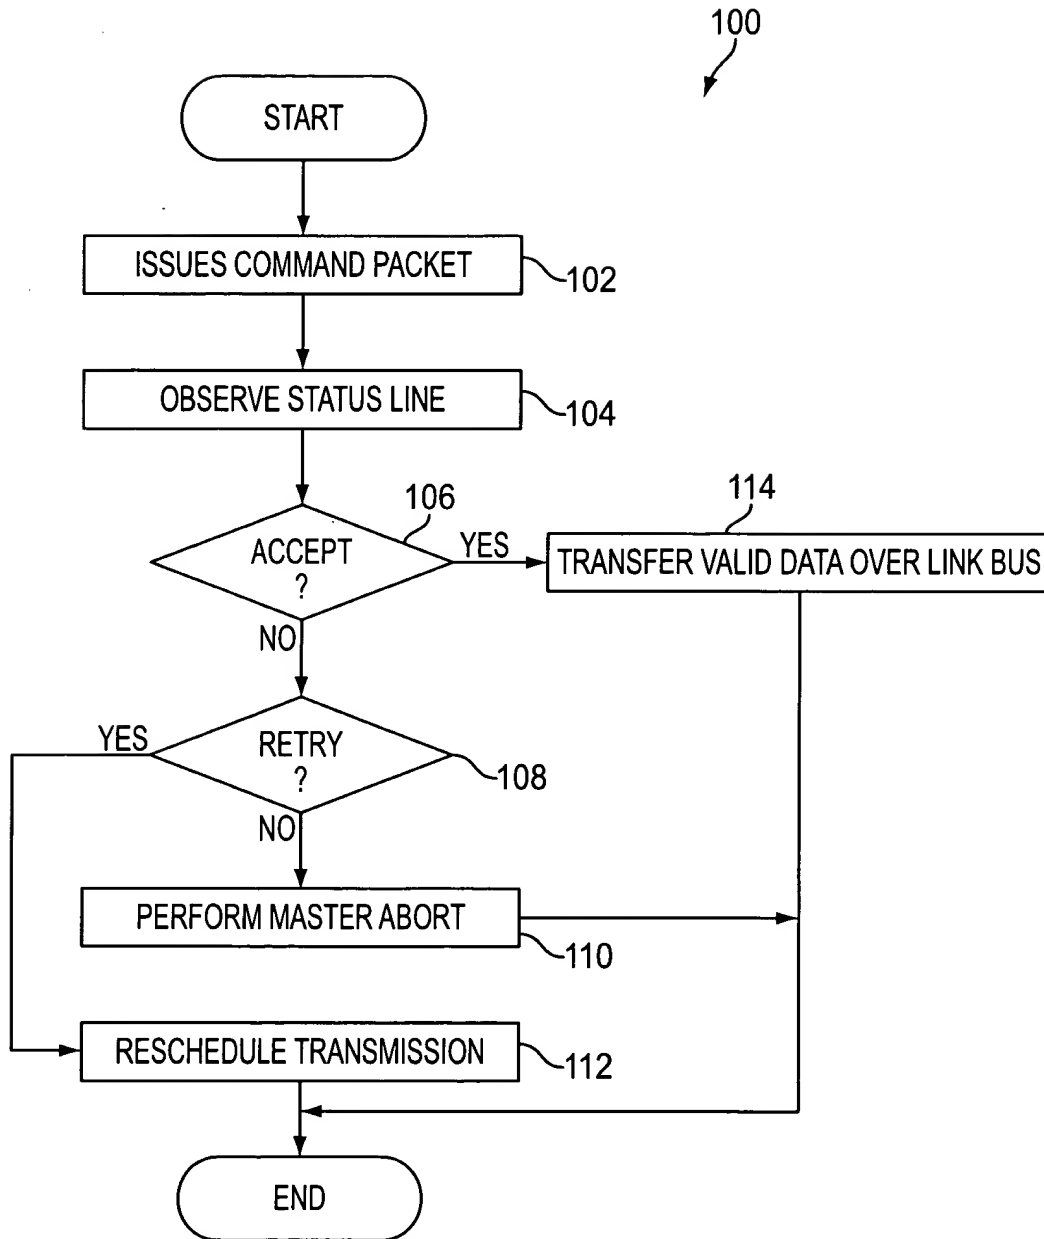 100
START
ISSUES COMMAND PACKET
102
OBSERVE STATUS LINE
104
106
ACCEPT
?
YES
114
TRANSFER VALID DATA OVER LINK BUS
NO
YES
RETRY
?
108
NO
PERFORM MASTER ABORT
110
RESCHEDULE TRANSMISSION
112
END